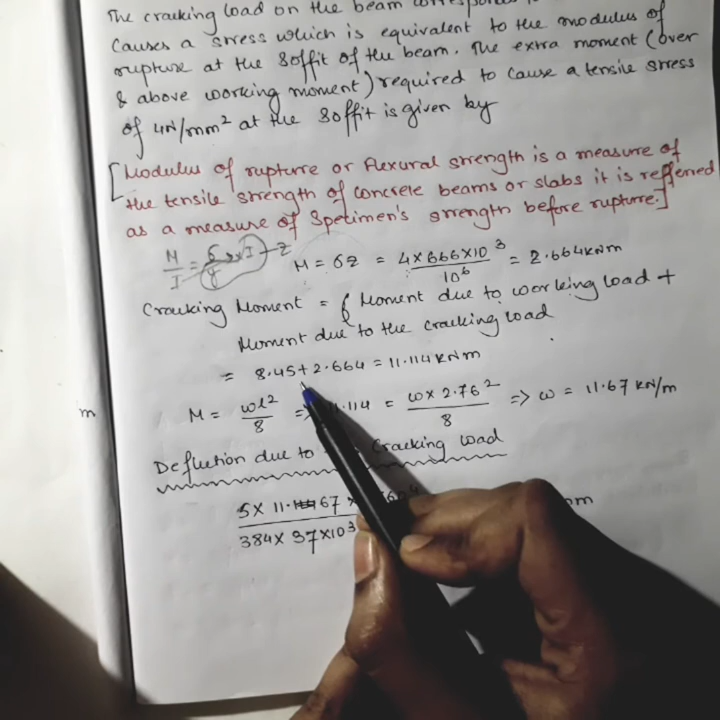 The cracking load on the beam
causes a stress which is equivalent to the modulus of
rupture at the soffit of the beam. The extra moment (over
& above working moment) required to cause a tensile stress
of 4N/mm² at the soffit is given by
[Modulus of rupture or flexural strength is a measure of
the tensile strength of concrete beams or slabs it is referred
as a measure of Specimen's strength before rupture.]
M = σZ = 4×666×10³/10⁶ = 2.664kNm
Cracking Moment = { Moment due to working load +
Moment due to the cracking load
= 8.45+2.664 = 11.114kNm
m
M = ωl²/8 => 11.114 = ω×2.76²/8 => ω = 11.67 kN/m
Deflection due to Cracking load
5× 11.67 ×
384× 37×10³